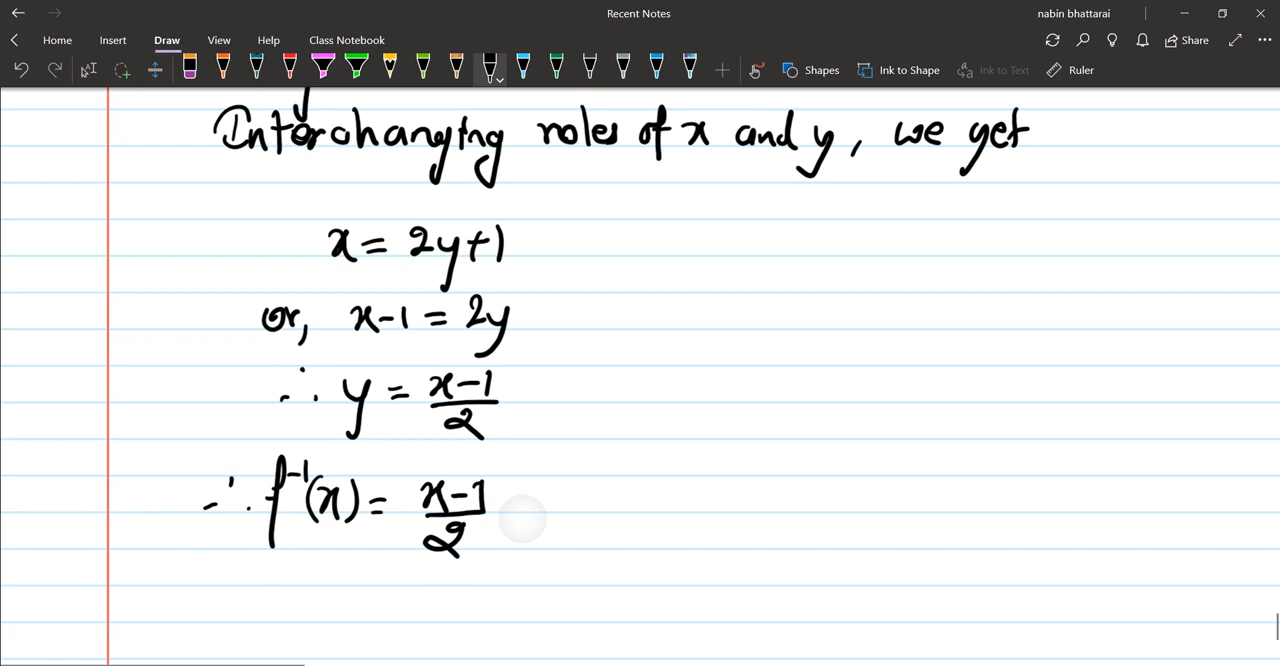 Recent Notes
nabin bhattarai
Home Insert Draw View Help Class Notebook
Share
Shapes Ink to Shape Ink to Text Ruler
Interchanging roles of x and y, we get
x = 2y+1
or, x-1 = 2y
∴ y = (x-1)/2
∴ f⁻¹(x) = (x-1)/2